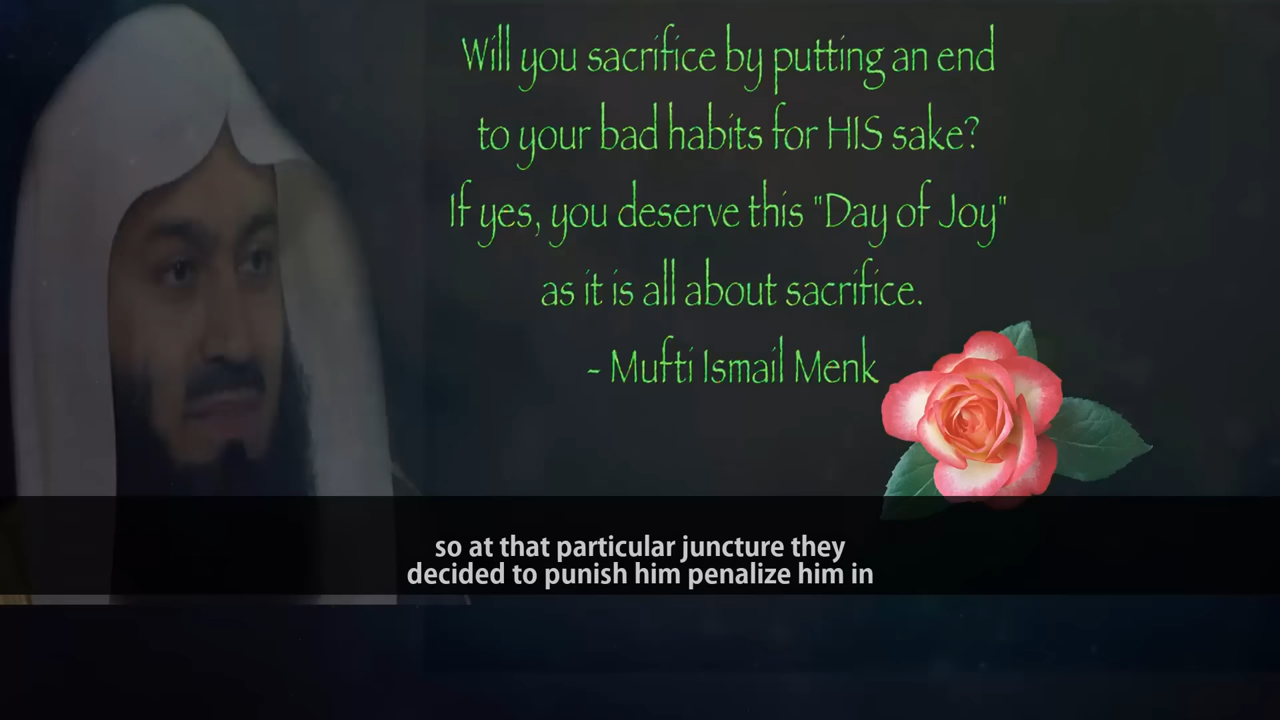 Will you sacrifice by putting an end
to your bad habits for HIS sake?
If yes, you deserve this "Day of Joy"
as it is all about sacrifice.
- Mufti Ismail Menk
so at that particular juncture they
decided to punish him penalize him in